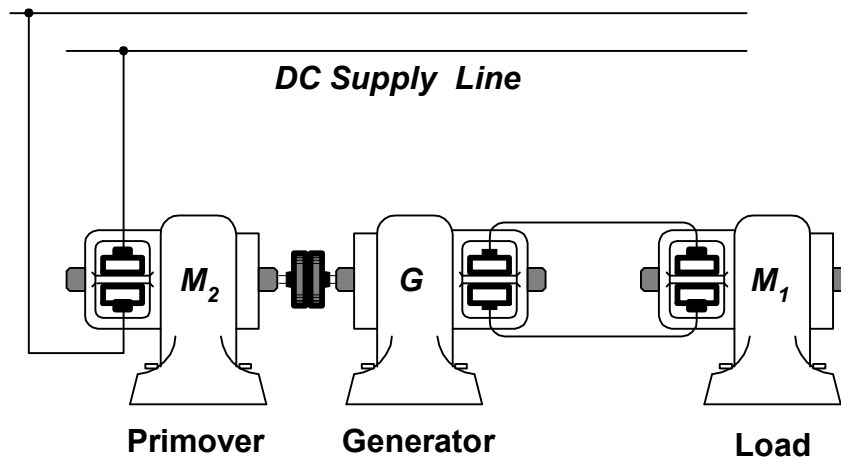 DC Supply Line
M2
G
M1
Primover
Generator
Load